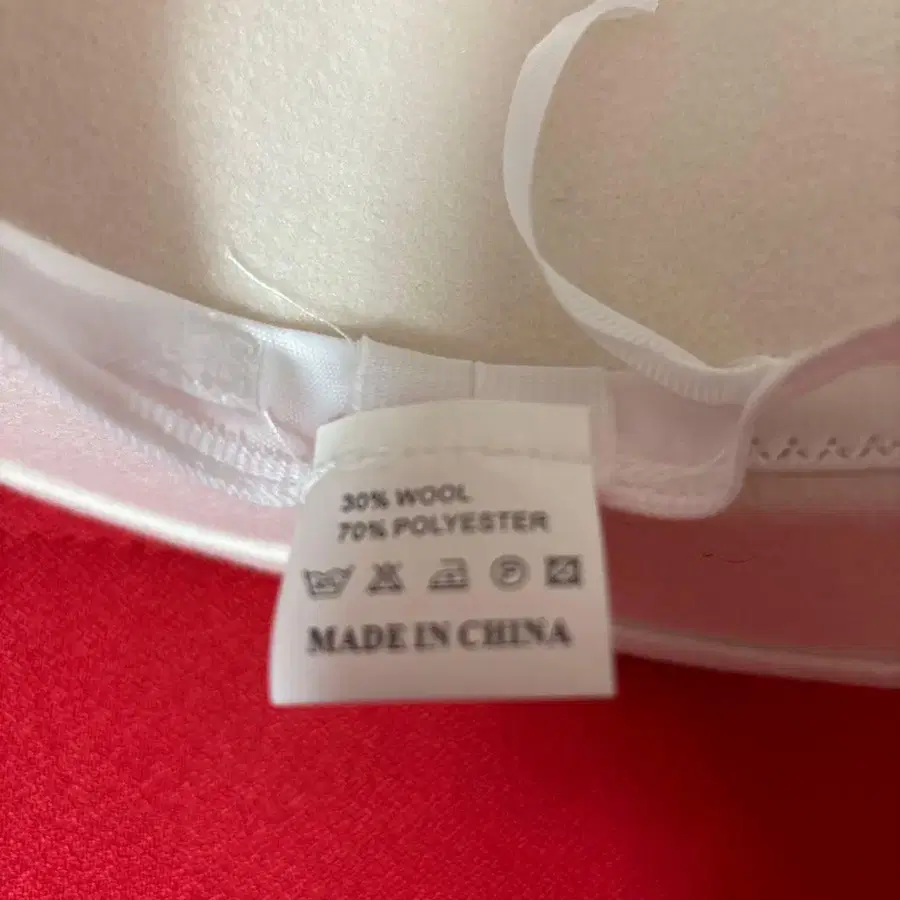 30% WOOL
70% POLYESTER
P
MADE IN CHINA